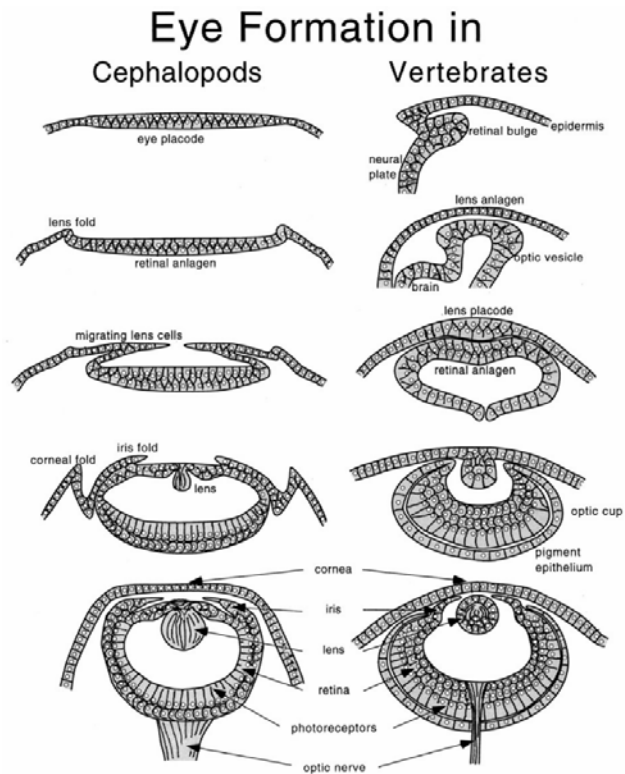 Eye Formation in
Cephalopods
Vertebrates
eye placode
retinal bulge
epidermis
neural
plate
lens fold
retinal anlagen
lens anlagen
optic vesicle
brain
migrating lens cells
lens placode
retinal anlagen
corneal fold
iris fold
lens
optic cup
pigment
epithelium
cornea
iris
lens
retina
photoreceptors
optic nerve